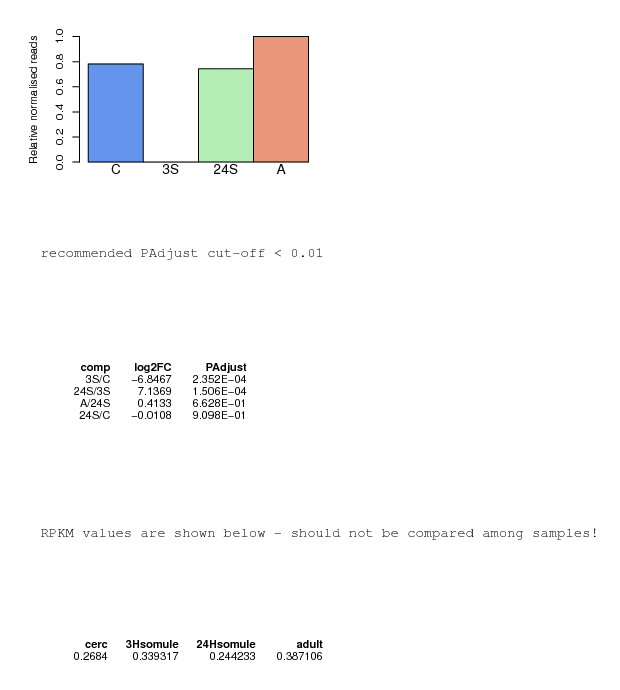 Relative normalised reads
1.0
0.8
0.6
0.4
0.2
0.0
C 3S 24S A
recommended PAdjust cut-off < 0.01
comp log2FC PAdjust
3S/C −6.8467 2.352E−04
24S/3S 7.1369 1.506E−04
A/24S 0.4133 6.628E−01
24S/C −0.0108 9.098E−01
RPKM values are shown below - should not be compared among samples!
cerc 3Hsomule 24Hsomule adult
0.2684 0.339317 0.244233 0.387106